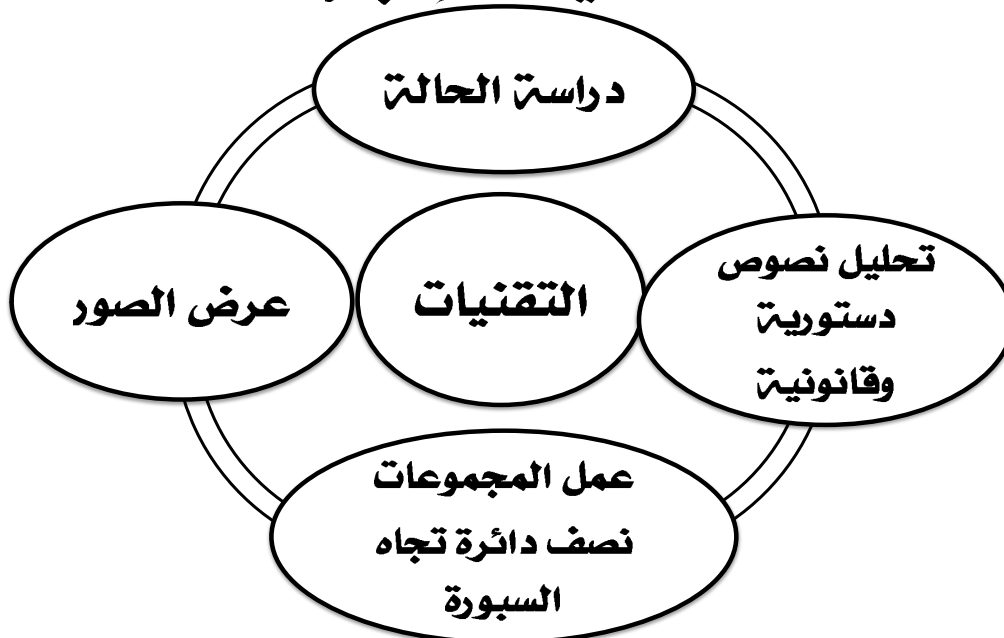 دراسة الحالة
تحليل نصوص
دستورية
وقانونية
التقنيات
عرض الصور
عمل المجموعات
نصف دائرة تجاه
السبورة